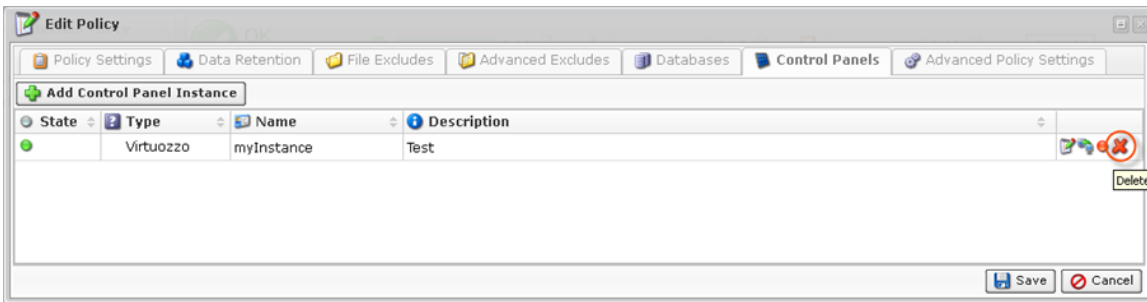 Edit Policy
Policy Settings Data Retention File Excludes Advanced Excludes Databases Control Panels Advanced Policy Settings
Add Control Panel Instance
State Type Name Description
Virtuozzo myInstance Test
Delete
Save Cancel